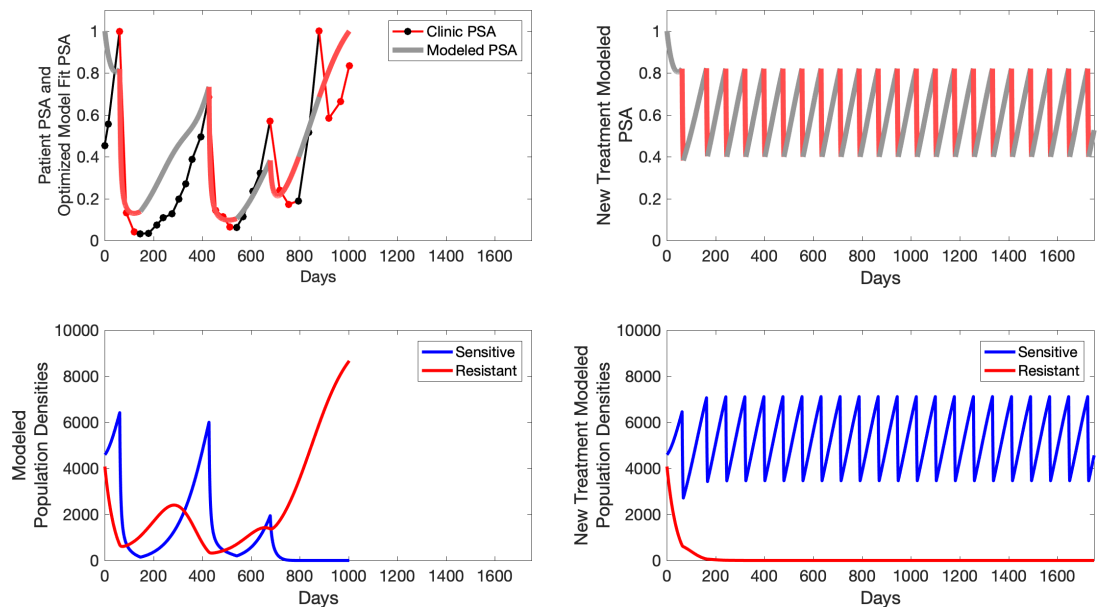 Patient PSA and
Optimized Model Fit PSA
1
0.8
0.6
0.4
0.2
0
0 200 400 600 800 1000 1200 1400 1600
Days
Clinic PSA
Modeled PSA
New Treatment Modeled
PSA
1
0.8
0.6
0.4
0.2
0
0 200 400 600 800 1000 1200 1400 1600
Days
Modeled
Population Densities
10000
8000
6000
4000
2000
0
0 200 400 600 800 1000 1200 1400 1600
Days
Sensitive
Resistant
New Treatment Modeled
Population Densities
10000
8000
6000
4000
2000
0
0 200 400 600 800 1000 1200 1400 1600
Days
Sensitive
Resistant